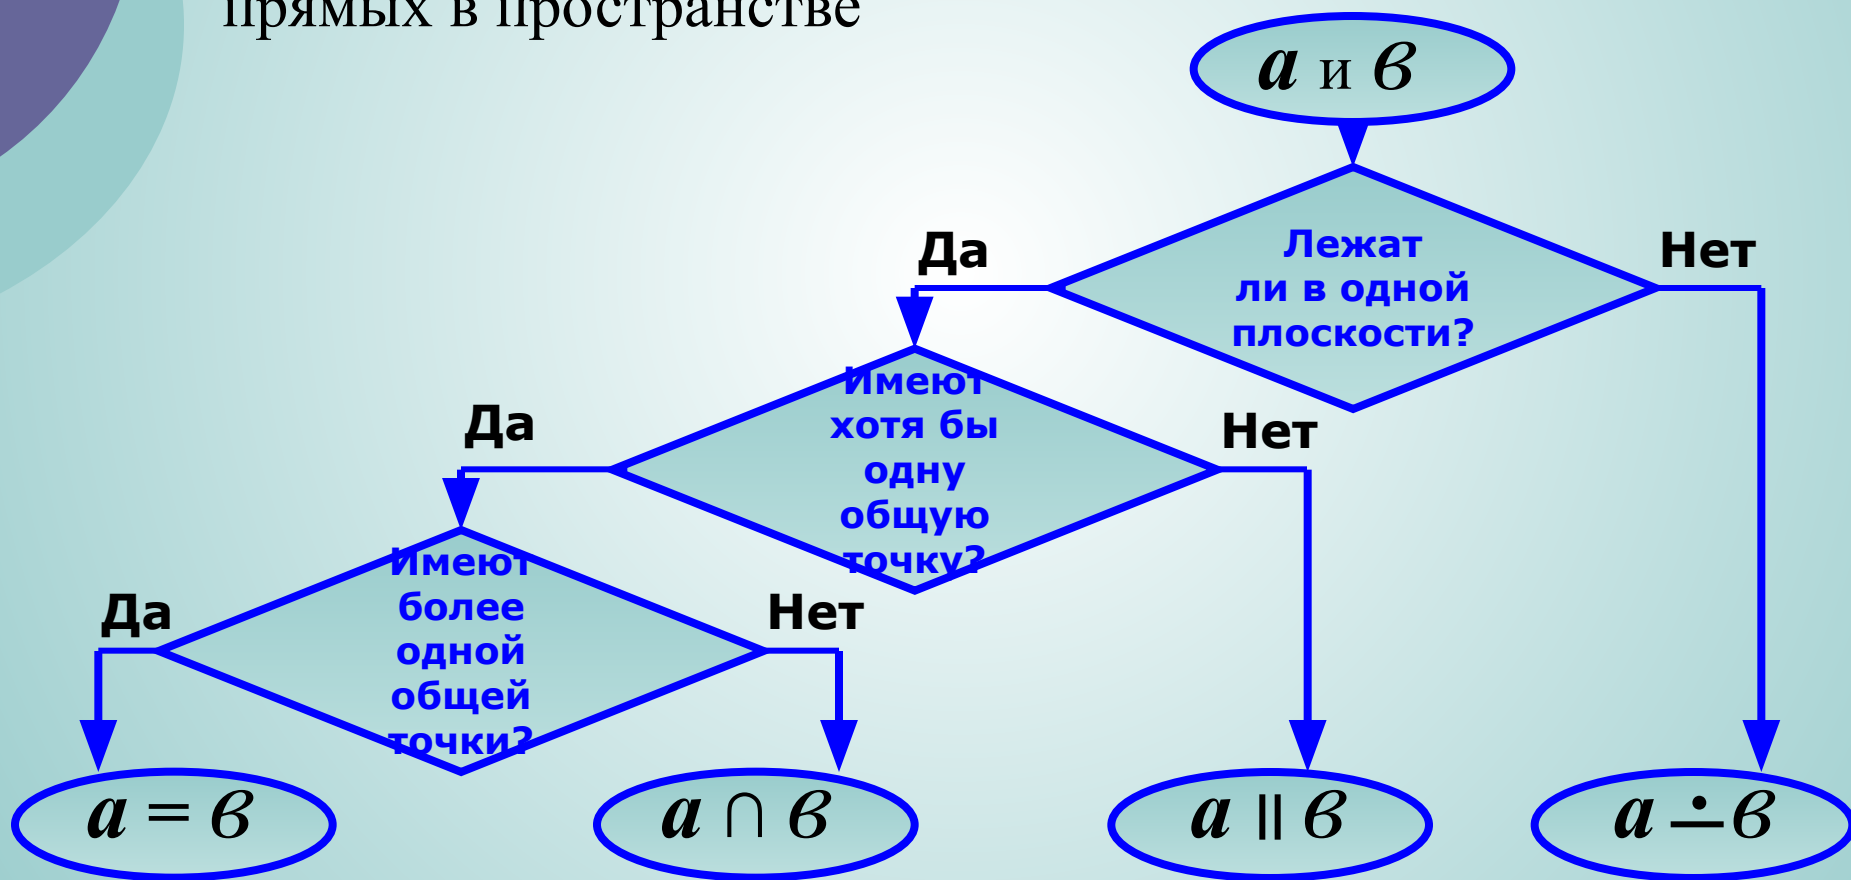 прямых в пространстве
а и в
Да
Лежат
ли в одной
плоскости?
Нет
Да
Имеют
хотя бы
одну
общую
точку?
Нет
Да
Имеют
более
одной
общей
точки?
Нет
а = в
а ∩ в
а || в
а ∸ в